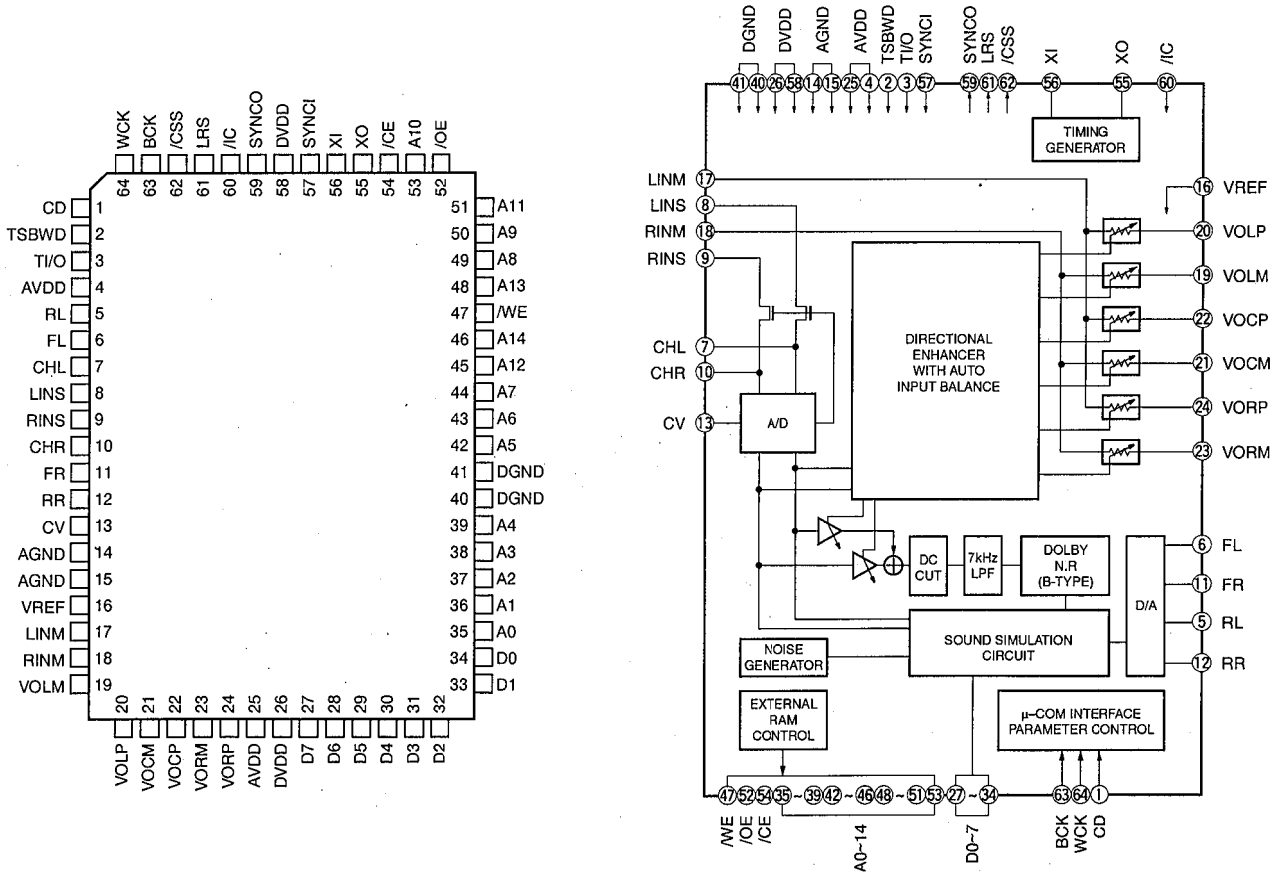 WCK BCK /CSS LRS /IC SYNCO DVDD SYNCI XI XO /CE A10 /OE
64 63 62 61 60 59 58 57 56 55 54 53 52
CD 1
TSBWD 2
TI/O 3
AVDD 4
RL 5
FL 6
CHL 7
LINS 8
RINS 9
CHR 10
FR 11
RR 12
CV 13
AGND 14
AGND 15
VREF 16
LINM 17
RINM 18
VOLM 19
51 A11
50 A9
49 A8
48 A13
47 /WE
46 A14
45 A12
44 A7
43 A6
42 A5
41 DGND
40 DGND
39 A4
38 A3
37 A2
36 A1
35 A0
34 D0
33 D1
20 21 22 23 24 25 26 27 28 29 30 31 32
VOLP VOCM VOCP VORM VORP AVDD DVDD D7 D6 D5 D4 D3 D2
DGND DVDD AGND AVDD TSBWD TI/O SYNCI SYNCO LRS /CSS XI XO /IC
41 40 26 58 14 15 25 4 2 3 57 59 61 62 56 55 60
TIMING
GENERATOR
LINM 17
LINS 8
RINM 18
RINS 9
CHL 7
CHR 10
CV 13
A/D
DIRECTIONAL
ENHANCER
WITH AUTO
INPUT BALANCE
16 VREF
20 VOLP
19 VOLM
22 VOCP
21 VOCM
24 VORP
23 VORM
DC
CUT
7kHz
LPF
DOLBY
N.R
(B-TYPE)
D/A
6 FL
11 FR
5 RL
12 RR
SOUND SIMULATION
CIRCUIT
NOISE
GENERATOR
EXTERNAL
RAM
CONTROL
μ-COM INTERFACE
PARAMETER CONTROL
47 52 54 35 ~ 39 42 ~ 46 48 ~ 51 53 27 ~ 34 63 64 1
/WE /OE /CE A0~14 D0~7 BCK WCK CD